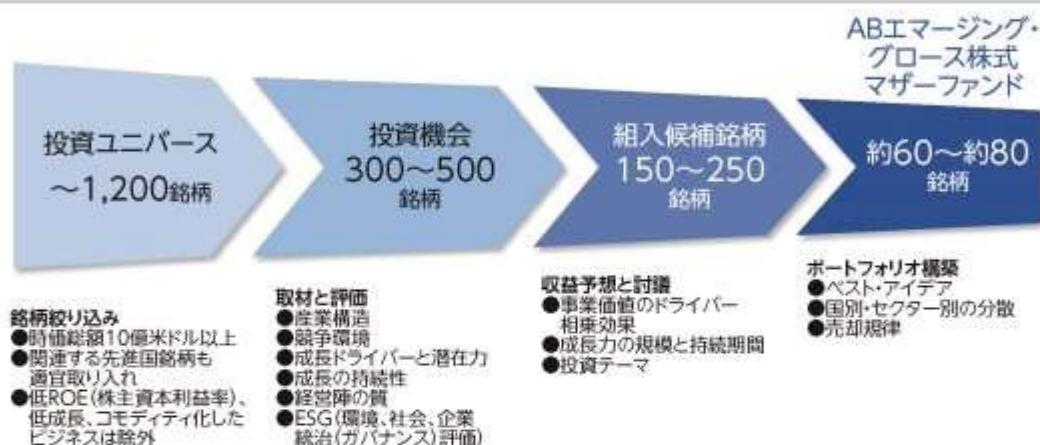 ABエマージング・
グロース株式
マザーファンド
投資ユニバース
～1,200銘柄
投資機会
300～500
銘柄
組入候補銘柄
150～250
銘柄
約60～約80
銘柄
銘柄絞り込み
●時価総額10億米ドル以上
●関連する先進国銘柄も
適宜取り入れ
●低ROE(株主資本利益率)、
低成長、コモディティ化した
ビジネスは除外
取材と評価
●産業構造
●競争環境
●成長ドライバーと潜在力
●成長の持続性
●経営陣の質
●ESG(環境、社会、企業
統治(ガバナンス)評価)
収益予想と討議
●事業価値のドライバー
相乗効果
●成長力の規模と持続期間
●投資テーマ
ポートフォリオ構築
●ベスト・アイデア
●国別・セクター別の分散
●売却規律